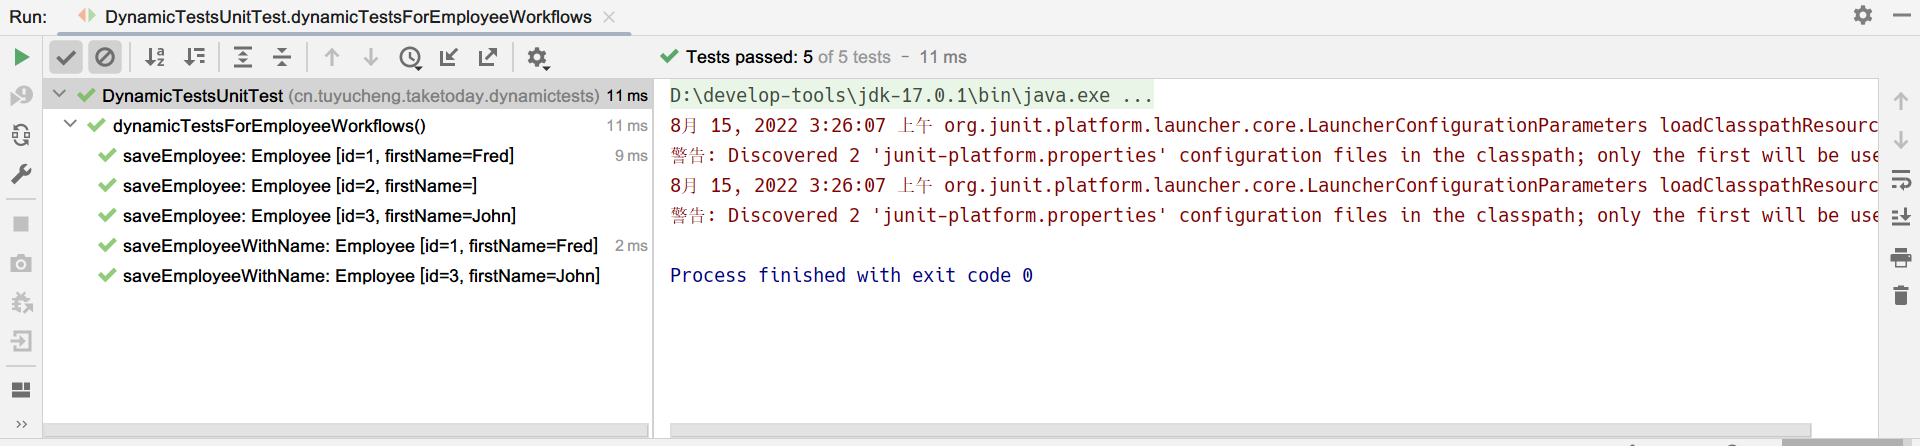 Run: DynamicTestsUnitTest.dynamicTestsForEmployeeWorkflows
Tests passed: 5 of 5 tests – 11 ms
DynamicTestsUnitTest (cn.tuyucheng.taketoday.dynamictests) 11 ms
dynamicTestsForEmployeeWorkflows() 11 ms
saveEmployee: Employee [id=1, firstName=Fred] 9 ms
saveEmployee: Employee [id=2, firstName=]
saveEmployee: Employee [id=3, firstName=John]
saveEmployeeWithName: Employee [id=1, firstName=Fred] 2 ms
saveEmployeeWithName: Employee [id=3, firstName=John]
D:\develop-tools\jdk-17.0.1\bin\java.exe ...
8月 15, 2022 3:26:07 上午 org.junit.platform.launcher.core.LauncherConfigurationParameters loadClasspathResourc
警告: Discovered 2 'junit-platform.properties' configuration files in the classpath; only the first will be use
8月 15, 2022 3:26:07 上午 org.junit.platform.launcher.core.LauncherConfigurationParameters loadClasspathResourc
警告: Discovered 2 'junit-platform.properties' configuration files in the classpath; only the first will be use
Process finished with exit code 0